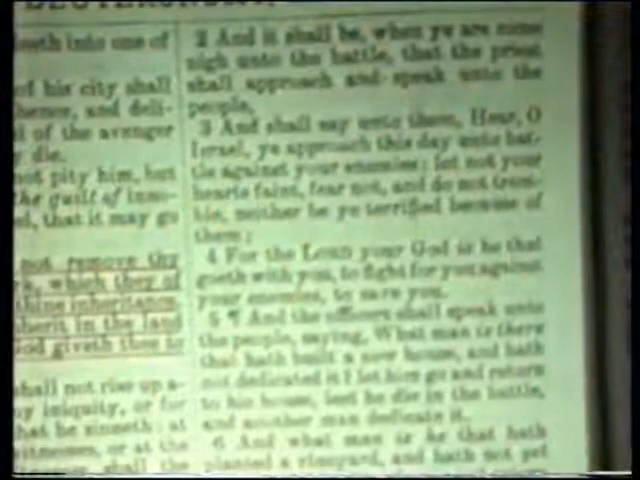 DEUTERONOMY.
goeth into one of
of his city shall
thence, and deli-
of the avenger
die.
not pity him, but
the guilt of inno-
that it may go
not remove thy
which they of
thine inheritance
inherit in the land
God giveth thee to
shall not rise up a-
iniquity, or for
that he sinneth: at
witnesses, or at the
shall the
2 And it shall be, when ye are come
nigh unto the battle, that the priest
shall approach and speak unto the
people,
3 And shall say unto them, Hear, O
Israel, ye approach this day unto bat-
tle against your enemies: let not your
hearts faint, fear not, and do not trem-
ble, neither be ye terrified because of
them;
4 For the LORD your God is he that
goeth with you, to fight for you against
your enemies, to save you.
5 ¶ And the officers shall speak unto
the people, saying, What man is there
that hath built a new house, and hath
not dedicated it? let him go and return
to his house, lest he die in the battle,
and another man dedicate it.
6 And what man is he that hath
planted a vineyard, and hath not yet